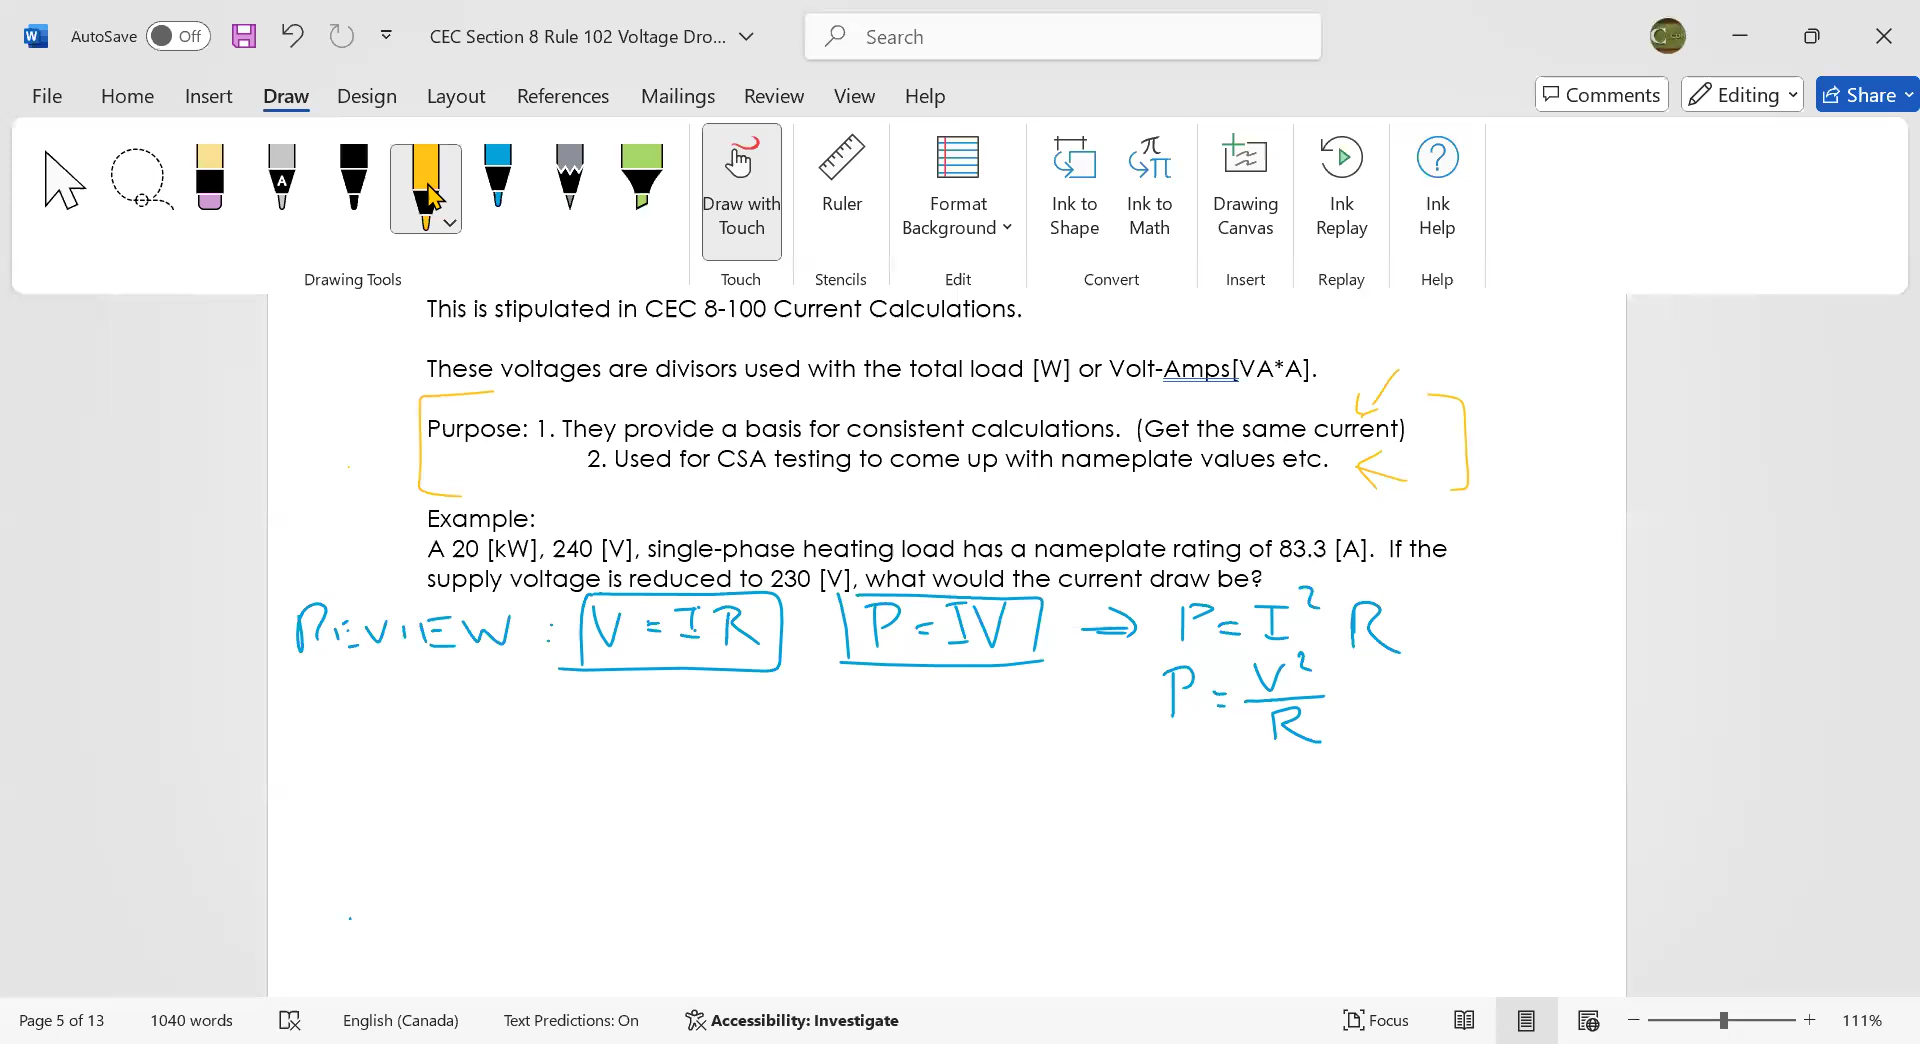 AutoSave Off CEC Section 8 Rule 102 Voltage Dro... Search
File Home Insert Draw Design Layout References Mailings Review View Help Comments Editing Share
Draw with Touch Ruler Format Background Ink to Shape Ink to Math Drawing Canvas Ink Replay Ink Help
Drawing Tools Touch Stencils Edit Convert Insert Replay Help
This is stipulated in CEC 8-100 Current Calculations.
These voltages are divisors used with the total load [W] or Volt-Amps[VA*A].
Purpose: 1. They provide a basis for consistent calculations. (Get the same current)
2. Used for CSA testing to come up with nameplate values etc.
Example:
A 20 [kW], 240 [V], single-phase heating load has a nameplate rating of 83.3 [A]. If the
supply voltage is reduced to 230 [V], what would the current draw be?
REVIEW : V = IR P = IV → P = I² R
P = V²/R
Page 5 of 13 1040 words English (Canada) Text Predictions: On Accessibility: Investigate Focus 111%